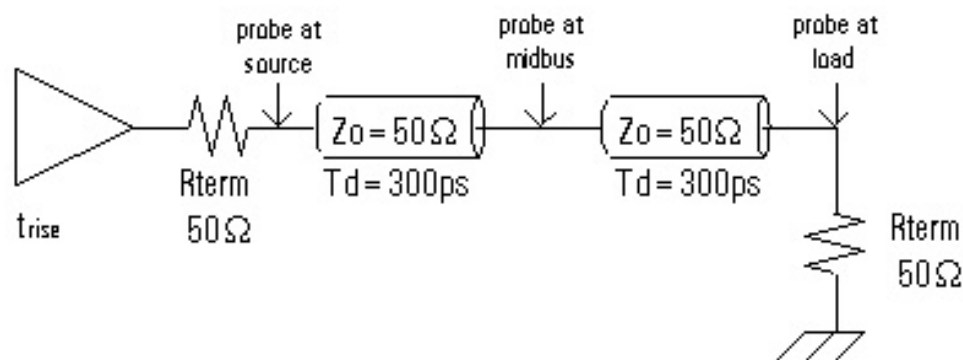 probe at
source
probe at
midbus
probe at
load
Zo = 50Ω
Zo = 50Ω
trise
Rterm
50Ω
Td = 300ps
Td = 300ps
Rterm
50Ω